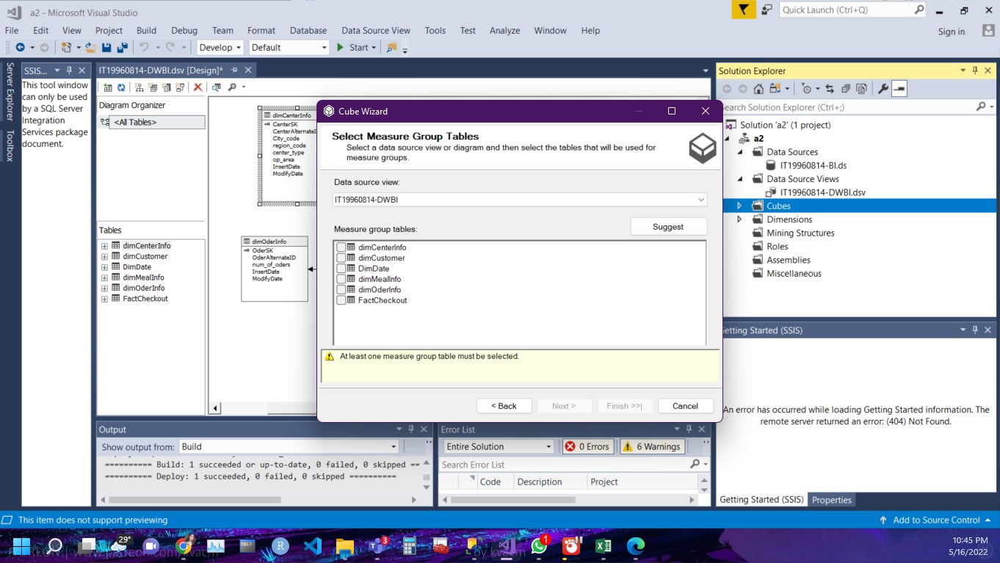 a2 - Microsoft Visual Studio
Quick Launch (Ctrl+Q)
File Edit View Project Build Debug Team Format Database Data Source View Tools Test Analyze Window Help
Sign in
Develop Default Start
Server Explorer
Toolbox
SSIS...
This tool window
can only be used
by a SQL Server
Integration
Services package
document.
IT19960814-DWBI.dsv [Design]*
Diagram Organizer
<All Tables>
Tables
dimCenterInfo
dimCustomer
DimDate
dimMealInfo
dimOderInfo
FactCheckout
dimCenterInfo
CenterSK
CenterAlternateI
City_code
region_code
center_type
op_area
InsertDate
ModifyDate
dimOderInfo
OderSK
OderAlternateID
num_of_oders
InsertDate
ModifyDate
Cube Wizard
Select Measure Group Tables
Select a data source view or diagram and then select the tables that will be used for
measure groups.
Data source view:
IT19960814-DWBI
Measure group tables:
Suggest
dimCenterInfo
dimCustomer
DimDate
dimMealInfo
dimOderInfo
FactCheckout
At least one measure group table must be selected.
< Back Next > Finish >>| Cancel
Solution Explorer
Search Solution Explorer (Ctrl+;)
Solution 'a2' (1 project)
a2
Data Sources
IT19960814-BI.ds
Data Source Views
IT19960814-DWBI.dsv
Cubes
Dimensions
Mining Structures
Roles
Assemblies
Miscellaneous
Getting Started (SSIS)
An error has occurred while loading Getting Started information. The
remote server returned an error: (404) Not Found.
Getting Started (SSIS) Properties
Output
Show output from: Build
========== Build: 1 succeeded or up-to-date, 0 failed, 0 skipped ==
========== Deploy: 1 succeeded, 0 failed, 0 skipped ==========
Error List
Entire Solution 0 Errors 6 Warnings
Search Error List
Code Description Project
This item does not support previewing
Add to Source Control
29°
3
1
10:45 PM
5/16/2022